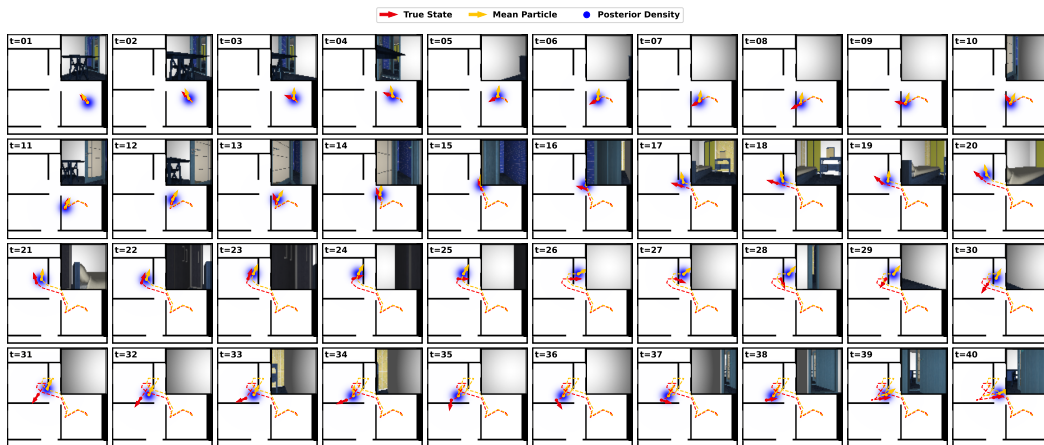 True State Mean Particle Posterior Density
t=01 t=02 t=03 t=04 t=05 t=06 t=07 t=08 t=09 t=10
t=11 t=12 t=13 t=14 t=15 t=16 t=17 t=18 t=19 t=20
t=21 t=22 t=23 t=24 t=25 t=26 t=27 t=28 t=29 t=30
t=31 t=32 t=33 t=34 t=35 t=36 t=37 t=38 t=39 t=40